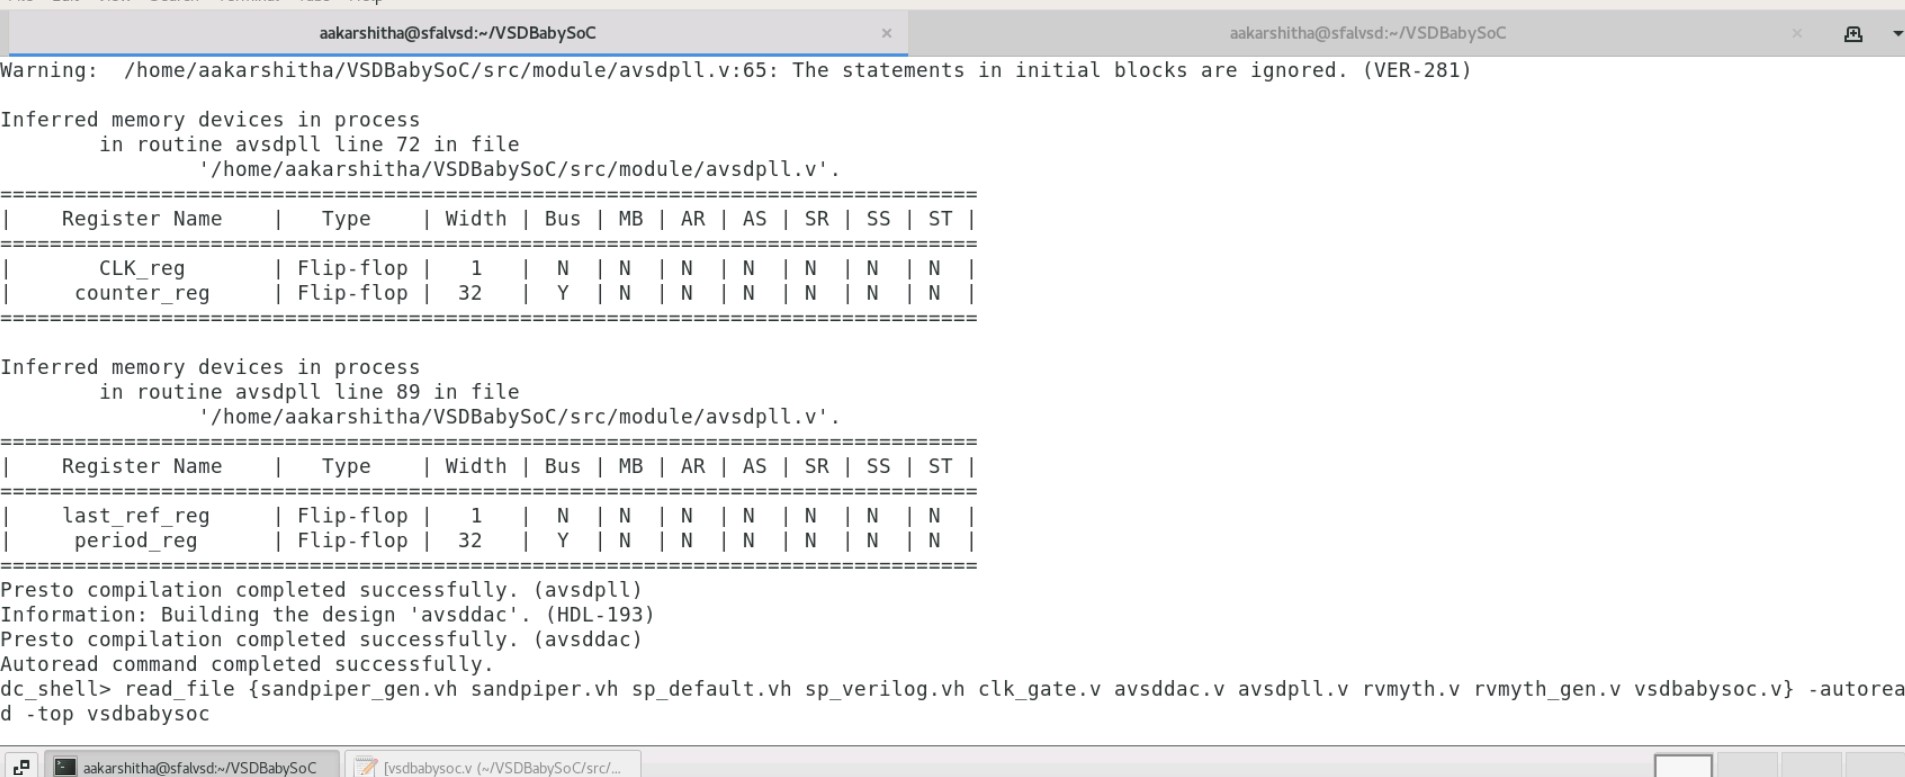 aakarshitha@sfalvsd:~/VSDBabySoC × aakarshitha@sfalvsd:~/VSDBabySoC ×
Warning:  /home/aakarshitha/VSDBabySoC/src/module/avsdpll.v:65: The statements in initial blocks are ignored. (VER-281)
Inferred memory devices in process
        in routine avsdpll line 72 in file
                '/home/aakarshitha/VSDBabySoC/src/module/avsdpll.v'.
===============================================================================
|    Register Name    |   Type    | Width | Bus | MB | AR | AS | SR | SS | ST |
===============================================================================
|       CLK_reg       | Flip-flop |   1   |  N  | N  | N  | N  | N  | N  | N  |
|     counter_reg     | Flip-flop |  32   |  Y  | N  | N  | N  | N  | N  | N  |
===============================================================================
Inferred memory devices in process
        in routine avsdpll line 89 in file
                '/home/aakarshitha/VSDBabySoC/src/module/avsdpll.v'.
===============================================================================
|    Register Name    |   Type    | Width | Bus | MB | AR | AS | SR | SS | ST |
===============================================================================
|    last_ref_reg     | Flip-flop |   1   |  N  | N  | N  | N  | N  | N  | N  |
|     period_reg      | Flip-flop |  32   |  Y  | N  | N  | N  | N  | N  | N  |
===============================================================================
Presto compilation completed successfully. (avsdpll)
Information: Building the design 'avsddac'. (HDL-193)
Presto compilation completed successfully. (avsddac)
Autoread command completed successfully.
dc_shell> read_file {sandpiper_gen.vh sandpiper.vh sp_default.vh sp_verilog.vh clk_gate.v avsddac.v avsdpll.v rvmyth.v rvmyth_gen.v vsdbabysoc.v} -autorea
d -top vsdbabysoc
aakarshitha@sfalvsd:~/VSDBabySoC [vsdbabysoc.v (~/VSDBabySoC/src/...